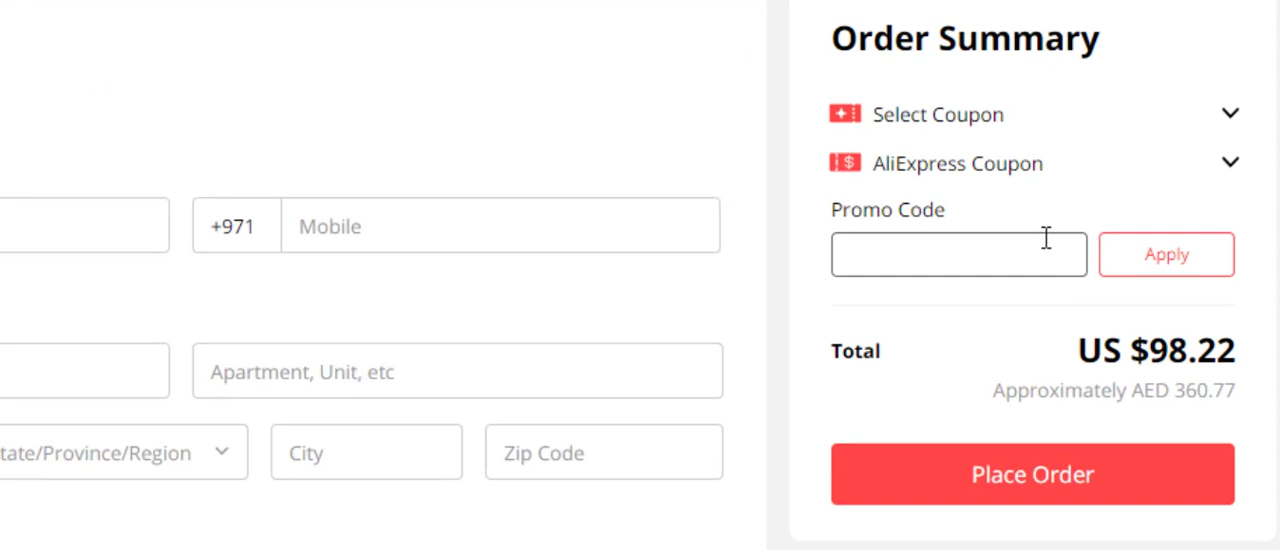 Order Summary
Select Coupon
AliExpress Coupon
Promo Code
Apply
+971 Mobile
Total US $98.22
Approximately AED 360.77
Apartment, Unit, etc
tate/Province/Region City Zip Code
Place Order